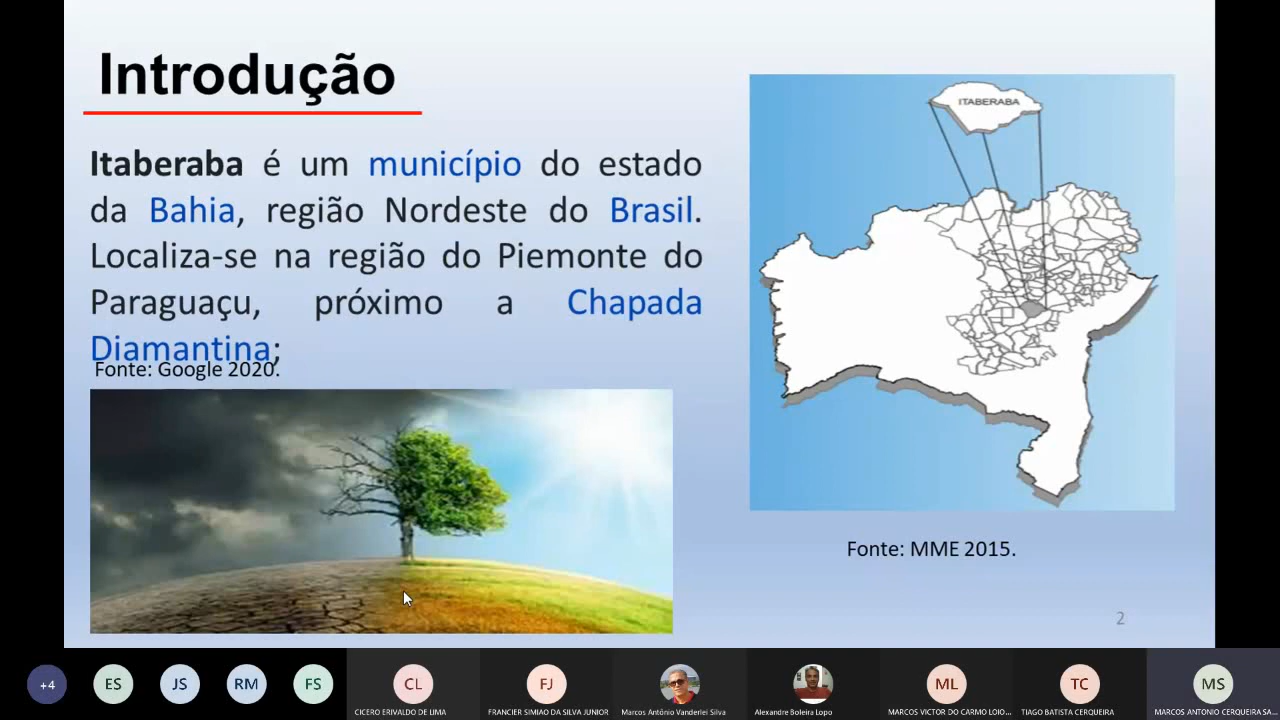 Introdução
Itaberaba é um município do estado
da Bahia, região Nordeste do Brasil.
Localiza-se na região do Piemonte do
Paraguaçu, próximo a Chapada
Diamantina;
Fonte: Google 2020.
ITABERABA
Fonte: MME 2015.
2
+4
ES
JS
RM
FS
CL
FJ
ML
TC
MS
CICERO ERIVALDO DE LIMA
FRANCIER SIMIÃO DA SILVA JUNIOR
Marcos Antônio Vanderlei Silva
Alexandre Boleira Lopo
MARCOS VICTOR DO CARMO LOIO...
TIAGO BATISTA CERQUEIRA
MARCOS ANTONIO CERQUEIRA SA...